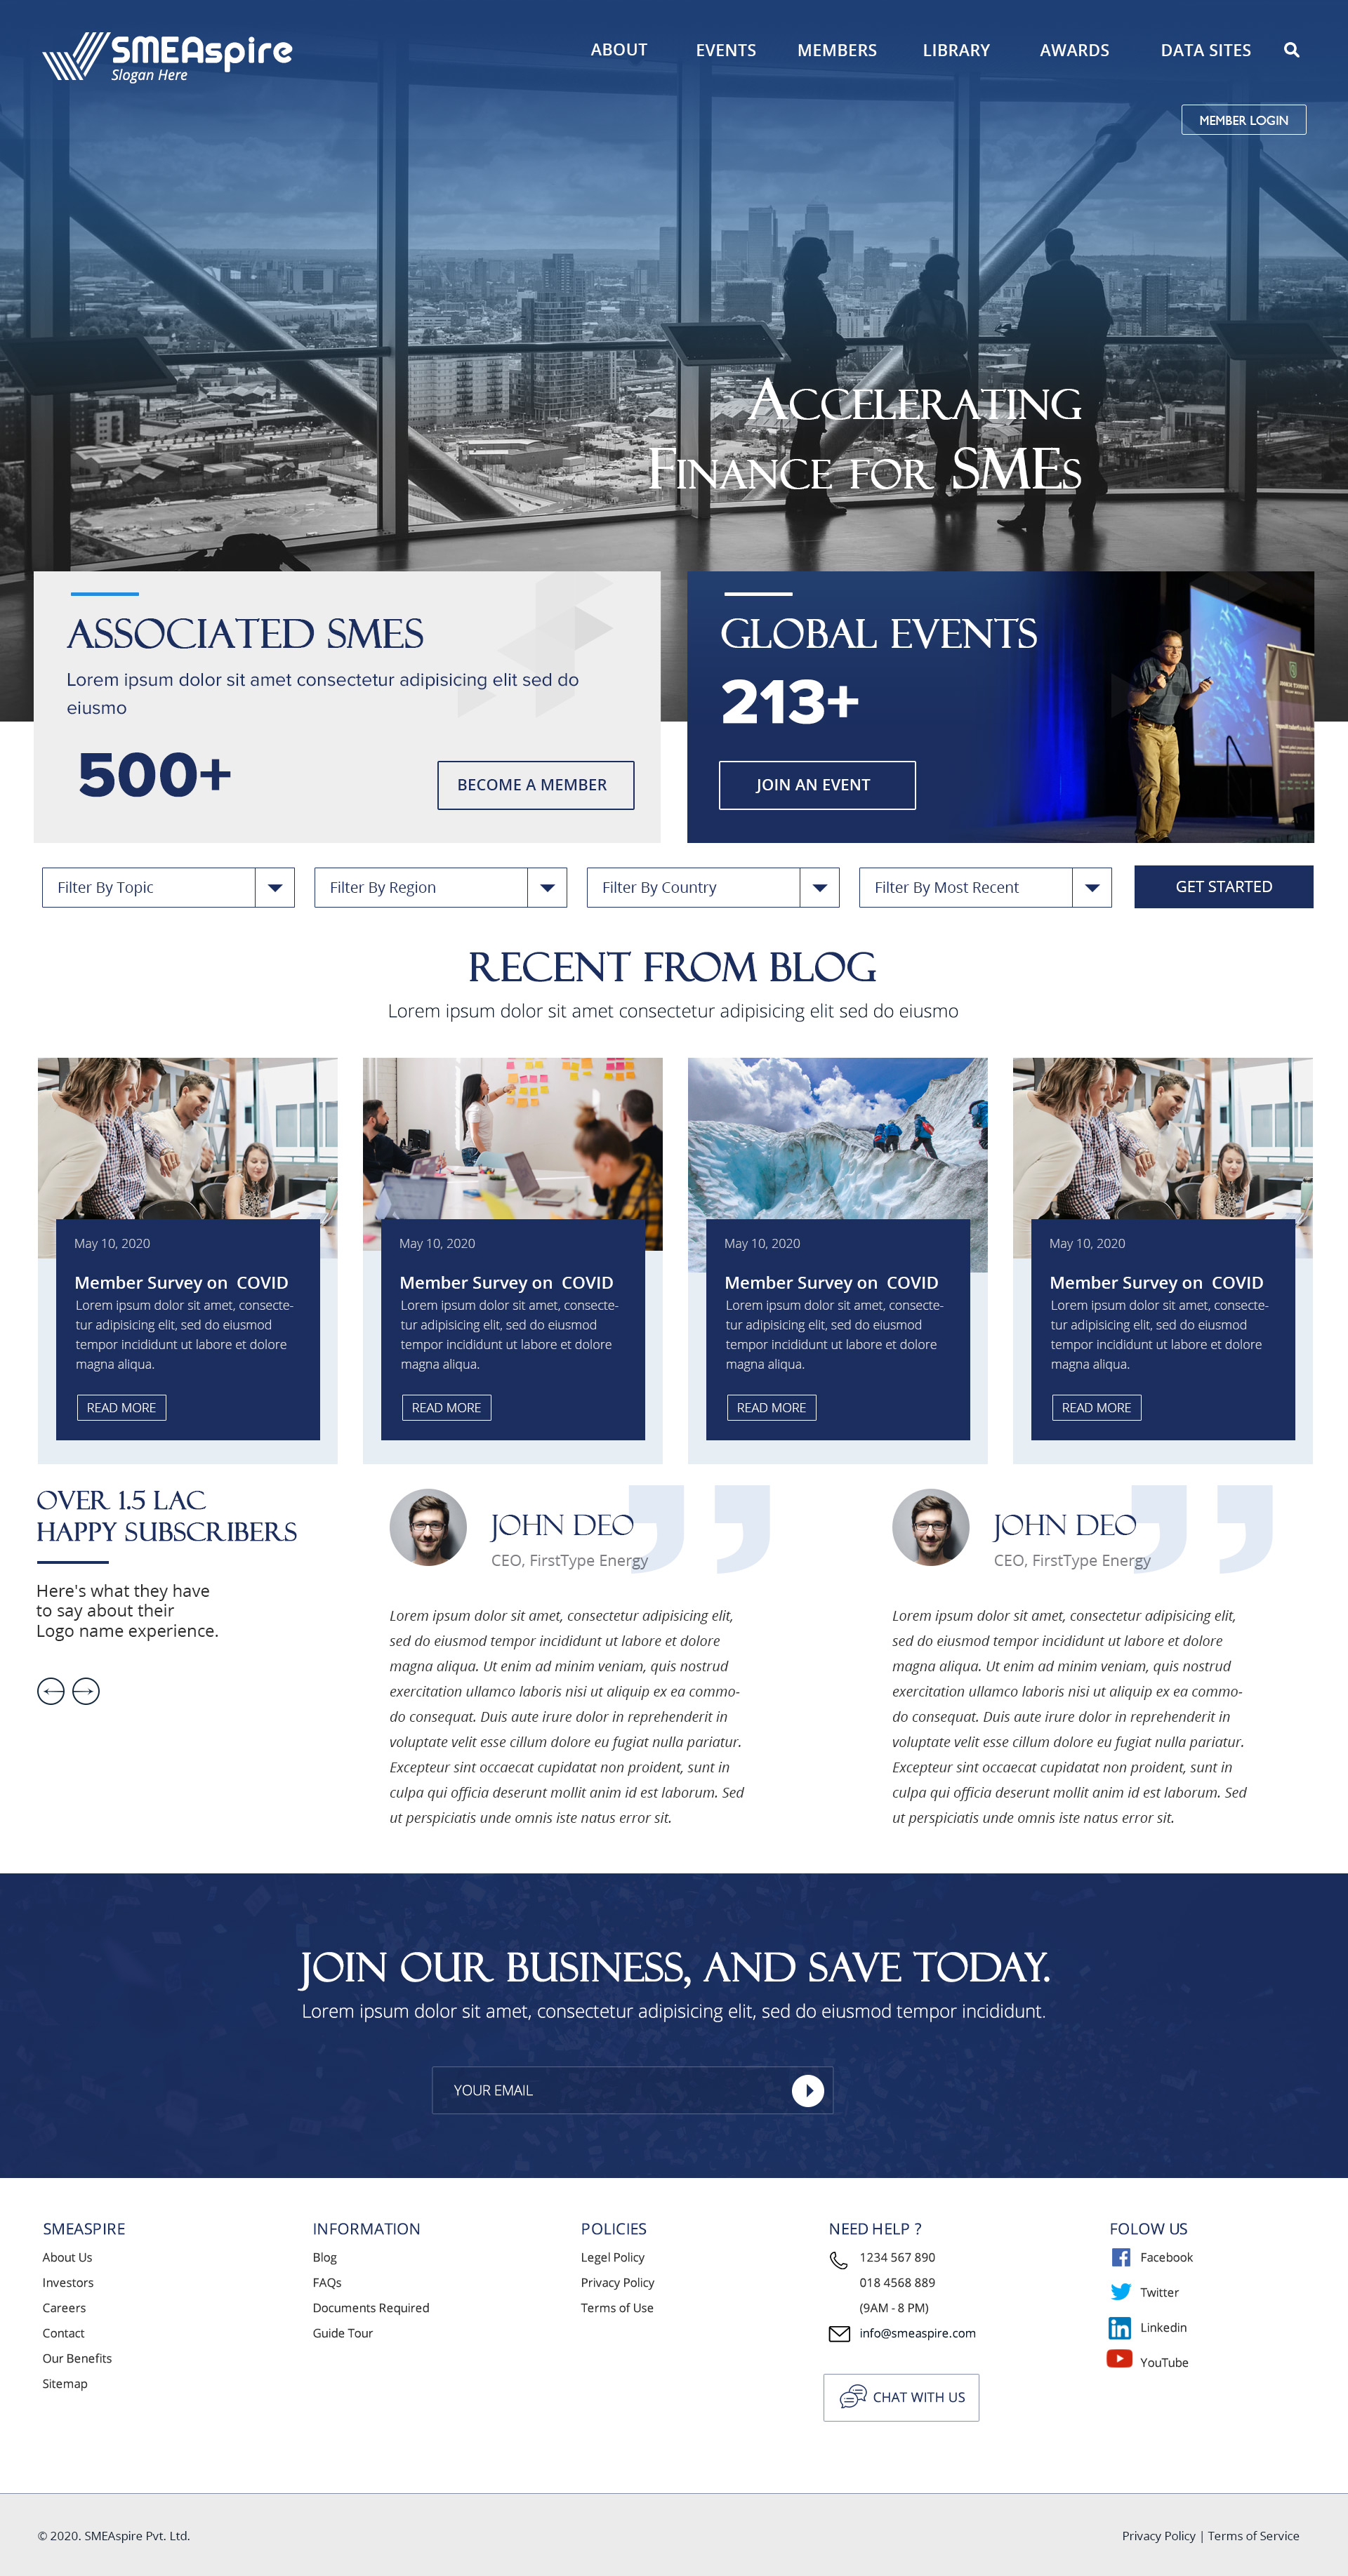 SMEAspire
Slogan Here
ABOUT EVENTS MEMBERS LIBRARY AWARDS DATA SITES
MEMBER LOGIN
Accelerating
Finance for SMEs
ASSOCIATED SMES
Lorem ipsum dolor sit amet consectetur adipisicing elit sed do
eiusmo
500+
BECOME A MEMBER
GLOBAL EVENTS
213+
JOIN AN EVENT
Filter By Topic
Filter By Region
Filter By Country
Filter By Most Recent
GET STARTED
RECENT FROM BLOG
Lorem ipsum dolor sit amet consectetur adipisicing elit sed do eiusmo
May 10, 2020
Member Survey on COVID
Lorem ipsum dolor sit amet, consecte-
tur adipisicing elit, sed do eiusmod
tempor incididunt ut labore et dolore
magna aliqua.
READ MORE
May 10, 2020
Member Survey on COVID
Lorem ipsum dolor sit amet, consecte-
tur adipisicing elit, sed do eiusmod
tempor incididunt ut labore et dolore
magna aliqua.
READ MORE
May 10, 2020
Member Survey on COVID
Lorem ipsum dolor sit amet, consecte-
tur adipisicing elit, sed do eiusmod
tempor incididunt ut labore et dolore
magna aliqua.
READ MORE
May 10, 2020
Member Survey on COVID
Lorem ipsum dolor sit amet, consecte-
tur adipisicing elit, sed do eiusmod
tempor incididunt ut labore et dolore
magna aliqua.
READ MORE
OVER 1.5 LAC
HAPPY SUBSCRIBERS
Here's what they have
to say about their
Logo name experience.
JOHN DEO
CEO, FirstType Energy
Lorem ipsum dolor sit amet, consectetur adipisicing elit,
sed do eiusmod tempor incididunt ut labore et dolore
magna aliqua. Ut enim ad minim veniam, quis nostrud
exercitation ullamco laboris nisi ut aliquip ex ea commo-
do consequat. Duis aute irure dolor in reprehenderit in
voluptate velit esse cillum dolore eu fugiat nulla pariatur.
Excepteur sint occaecat cupidatat non proident, sunt in
culpa qui officia deserunt mollit anim id est laborum. Sed
ut perspiciatis unde omnis iste natus error sit.
JOHN DEO
CEO, FirstType Energy
Lorem ipsum dolor sit amet, consectetur adipisicing elit,
sed do eiusmod tempor incididunt ut labore et dolore
magna aliqua. Ut enim ad minim veniam, quis nostrud
exercitation ullamco laboris nisi ut aliquip ex ea commo-
do consequat. Duis aute irure dolor in reprehenderit in
voluptate velit esse cillum dolore eu fugiat nulla pariatur.
Excepteur sint occaecat cupidatat non proident, sunt in
culpa qui officia deserunt mollit anim id est laborum. Sed
ut perspiciatis unde omnis iste natus error sit.
JOIN OUR BUSINESS, AND SAVE TODAY.
Lorem ipsum dolor sit amet, consectetur adipisicing elit, sed do eiusmod tempor incididunt.
YOUR EMAIL
SMEASPIRE
About Us
Investors
Careers
Contact
Our Benefits
Sitemap
INFORMATION
Blog
FAQs
Documents Required
Guide Tour
POLICIES
Legel Policy
Privacy Policy
Terms of Use
NEED HELP ?
1234 567 890
018 4568 889
(9AM - 8 PM)
info@smeaspire.com
CHAT WITH US
FOLOW US
Facebook
Twitter
Linkedin
YouTube
© 2020. SMEAspire Pvt. Ltd.
Privacy Policy | Terms of Service